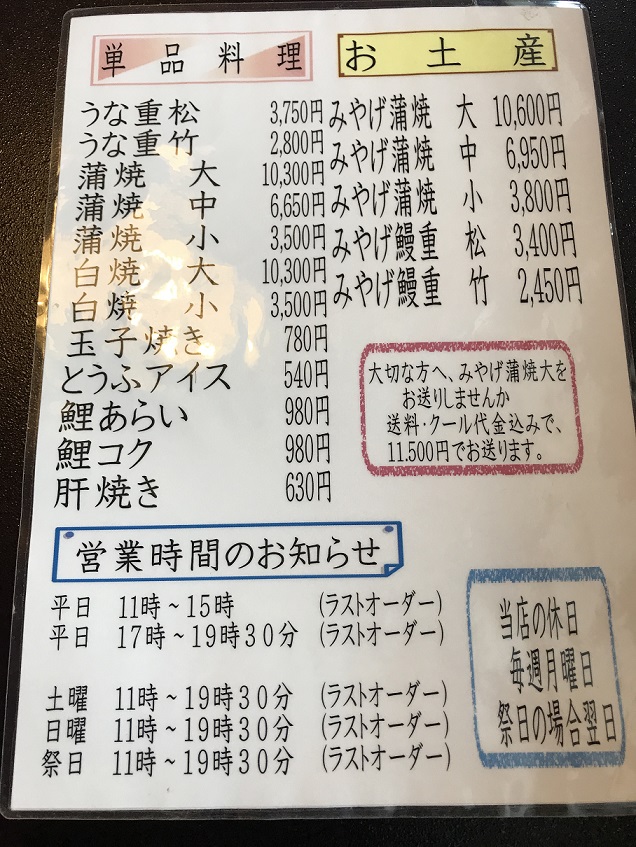 単品料理
うな重松 3,750円
うな重竹 2,800円
蒲焼 大 10,300円
蒲焼 中 6,650円
蒲焼 小 3,500円
白焼 大 10,300円
白焼 小 3,500円
玉子焼き 780円
とうふアイス 540円
鯉あらい 980円
鯉コク 980円
肝焼き 630円
お土産
みやげ蒲焼 大 10,600円
みやげ蒲焼 中 6,950円
みやげ蒲焼 小 3,800円
みやげ鰻重 松 3,400円
みやげ鰻重 竹 2,450円
大切な方へ、みやげ蒲焼大を
お送りしませんか
送料・クール代金込みで、
11.500円でお送ります。
営業時間のお知らせ
平日 11時~15時 (ラストオーダー)
平日 17時~19時30分 (ラストオーダー)
土曜 11時~19時30分 (ラストオーダー)
日曜 11時~19時30分 (ラストオーダー)
祭日 11時~19時30分 (ラストオーダー)
当店の休日
毎週月曜日
祭日の場合翌日